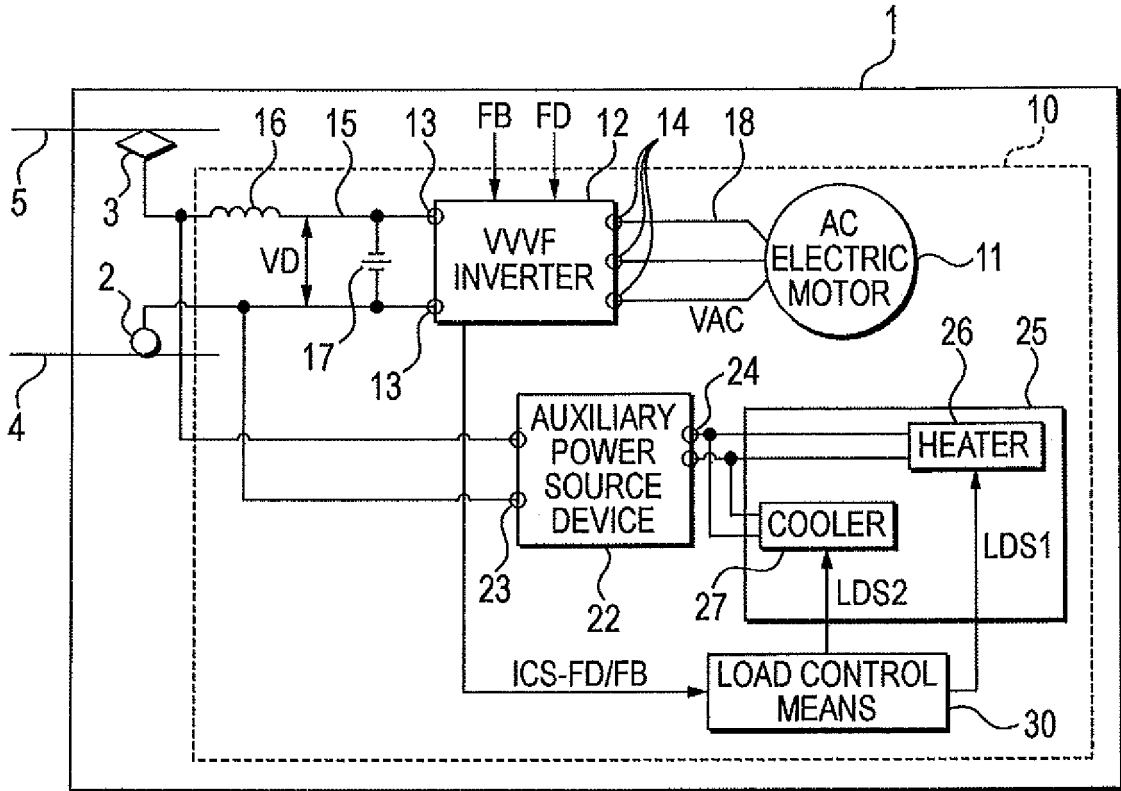 1
16
15
13
FB
FD
12
14
18
10
5
3
VD
VVVF
INVERTER
AC
ELECTRIC
MOTOR
11
2
17
VAC
4
13
24
26
25
AUXILIARY
POWER
SOURCE
DEVICE
HEATER
COOLER
LDS1
23
22
27
LDS2
ICS-FD/FB
LOAD CONTROL
MEANS
30